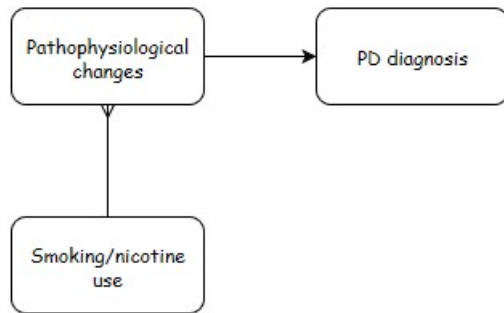 Pathophysiological
changes
PD diagnosis
Smoking/nicotine
use